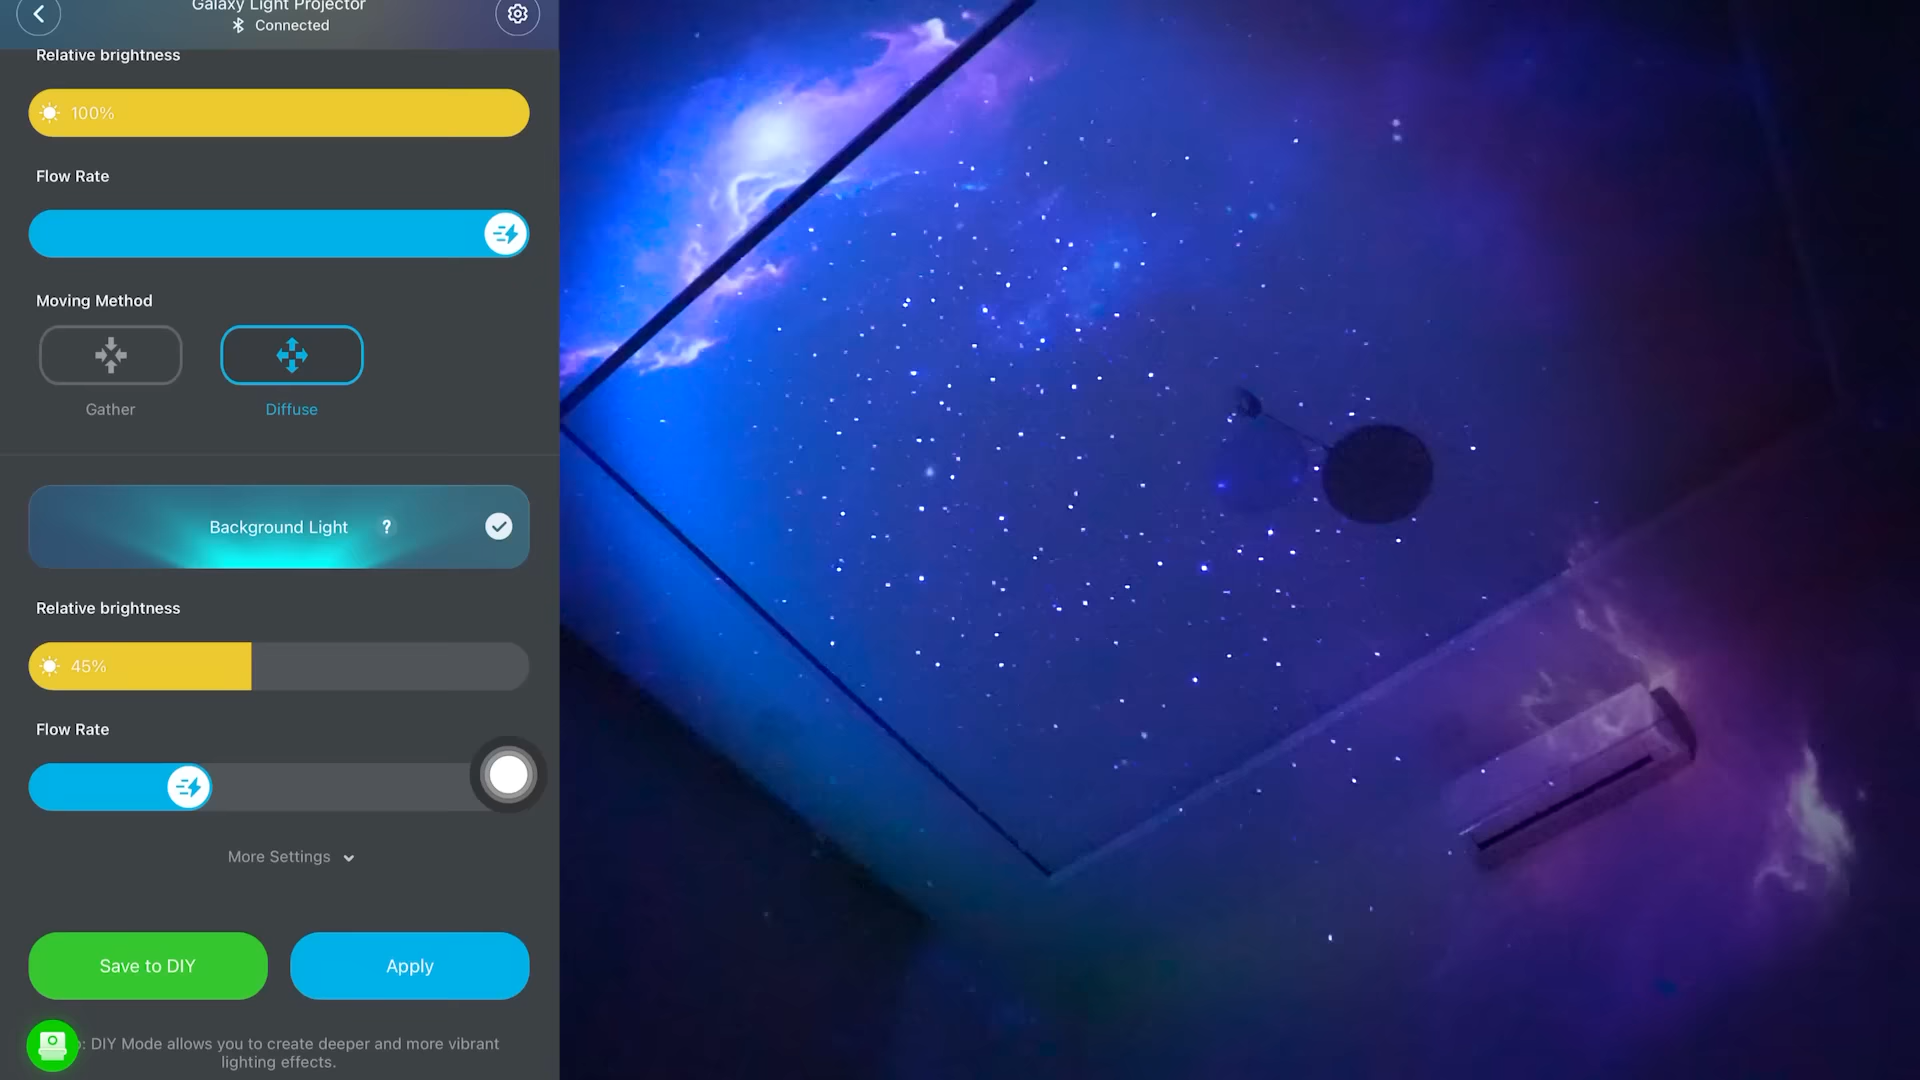 Galaxy Light Projector
Connected
Relative brightness
100%
Flow Rate
Moving Method
Gather
Diffuse
Background Light ?
Relative brightness
45%
Flow Rate
More Settings
Save to DIY
Apply
: DIY Mode allows you to create deeper and more vibrant
lighting effects.